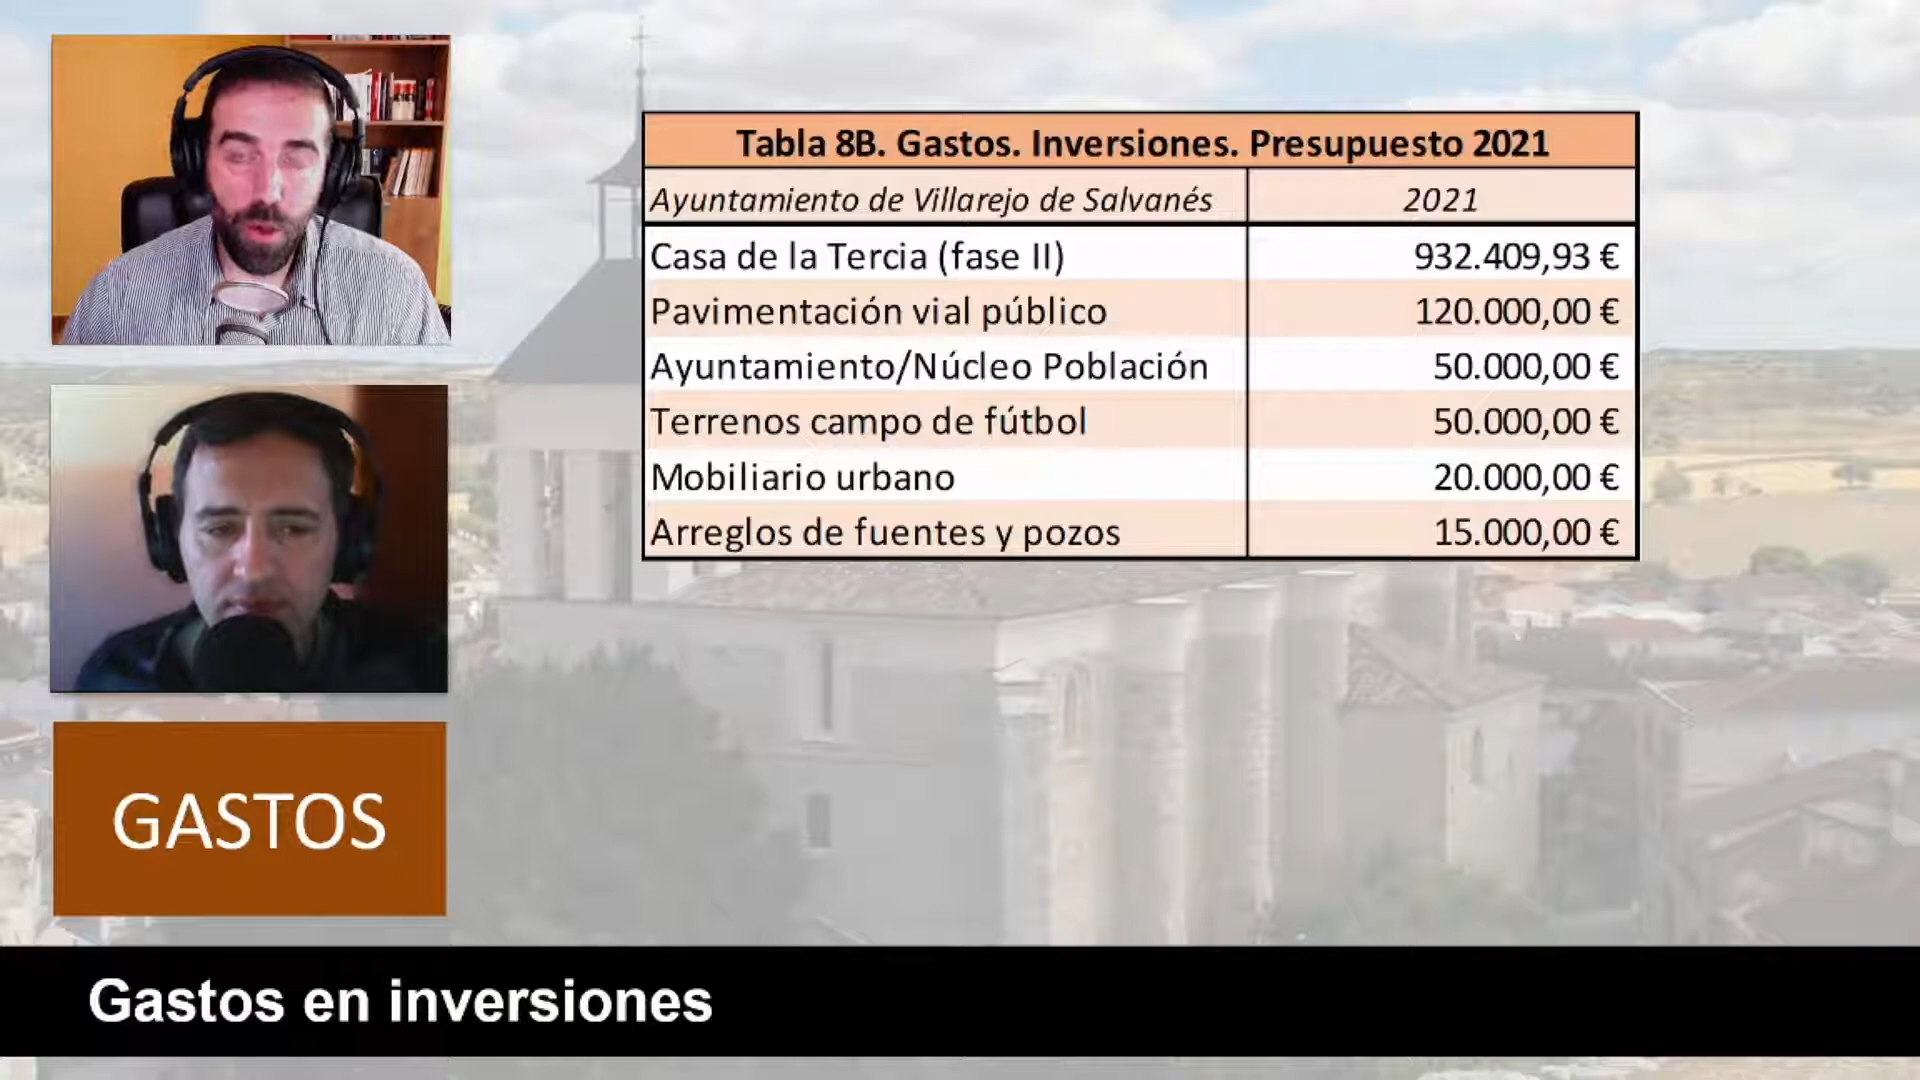 Tabla 8B. Gastos. Inversiones. Presupuesto 2021
Ayuntamiento de Villarejo de Salvanés 2021
Casa de la Tercia (fase II) 932.409,93 €
Pavimentación vial público 120.000,00 €
Ayuntamiento/Núcleo Población 50.000,00 €
Terrenos campo de fútbol 50.000,00 €
Mobiliario urbano 20.000,00 €
Arreglos de fuentes y pozos 15.000,00 €
GASTOS
Gastos en inversiones